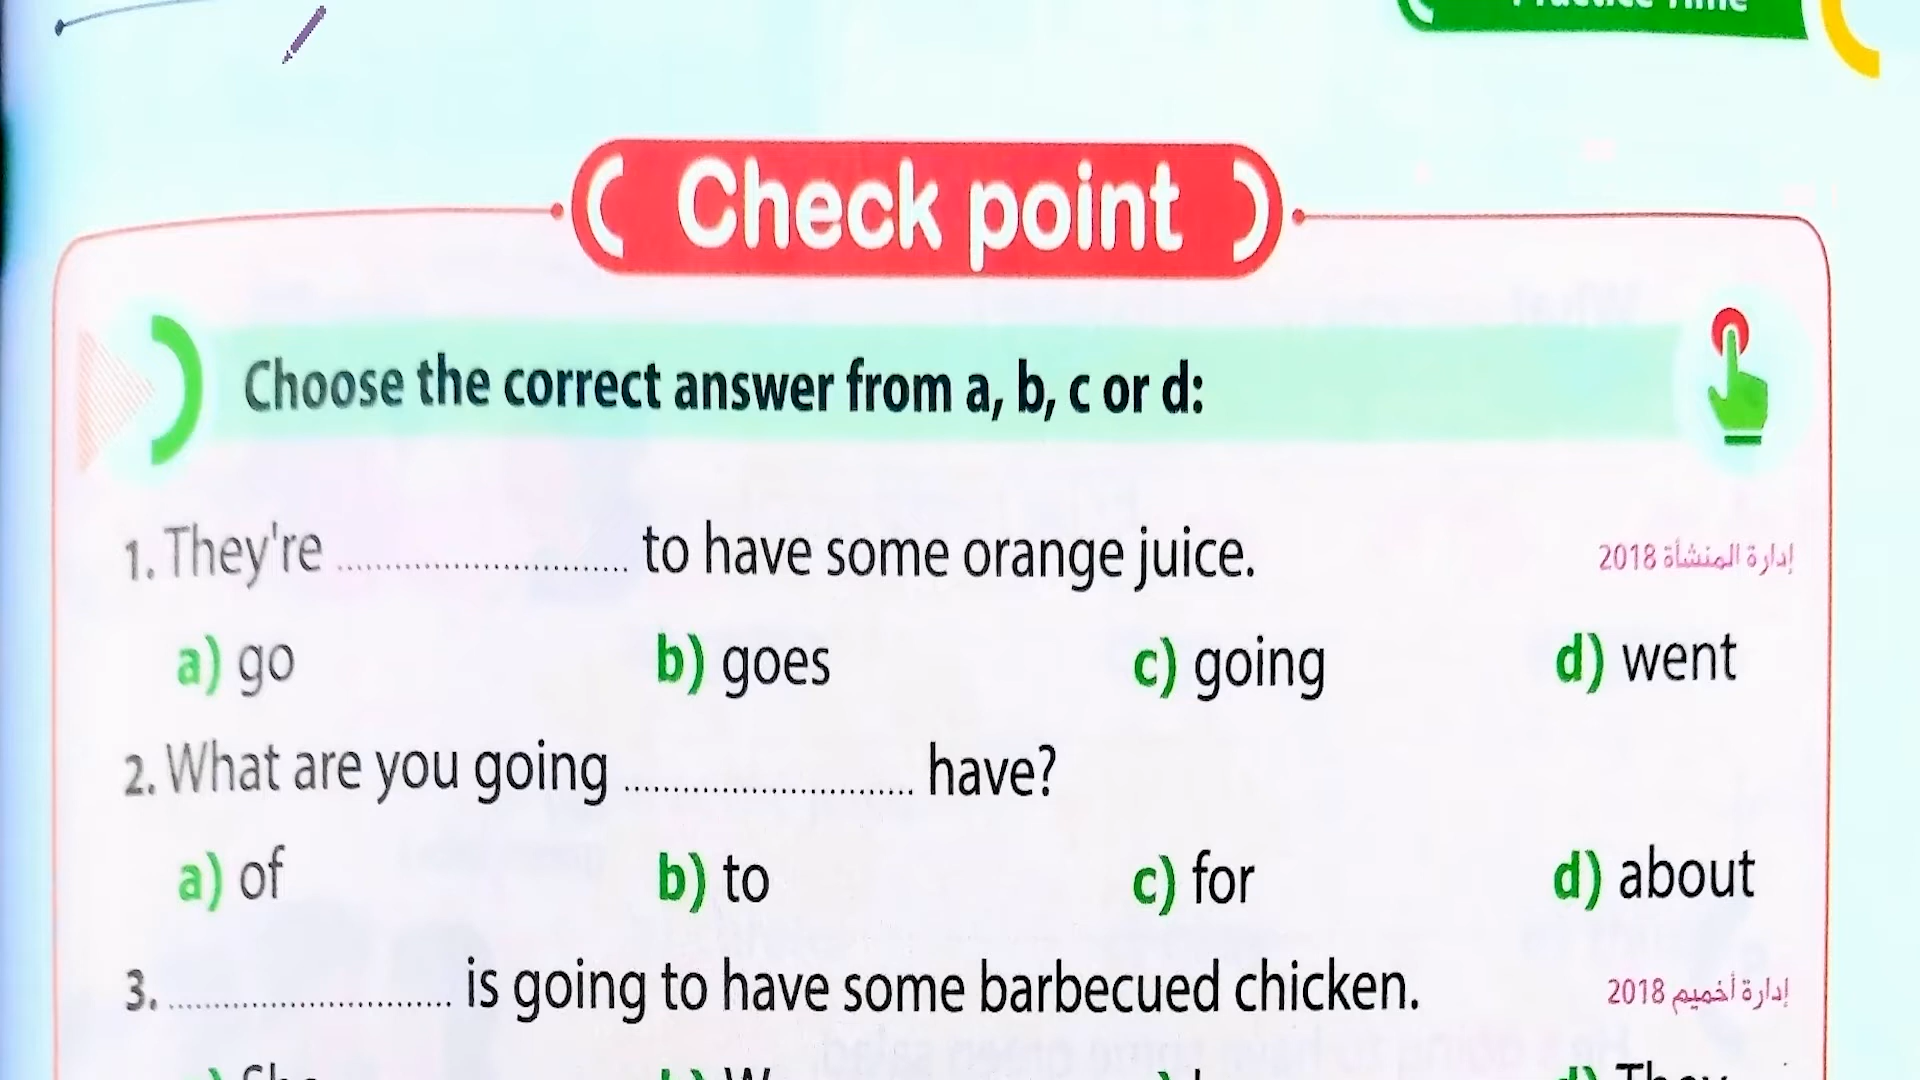 Practice Time
Check point
Choose the correct answer from a, b, c or d:
1. They're ............................. to have some orange juice. إدارة المنشأة 2018
a) go b) goes c) going d) went
2. What are you going ............................. have?
a) of b) to c) for d) about
3. ............................. is going to have some barbecued chicken. إدارة أخميم 2018